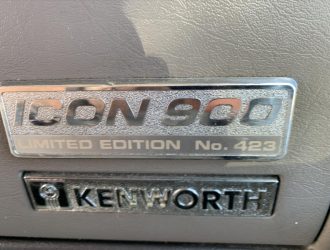 ICON 900
LIMITED EDITION No. 423
KENWORTH